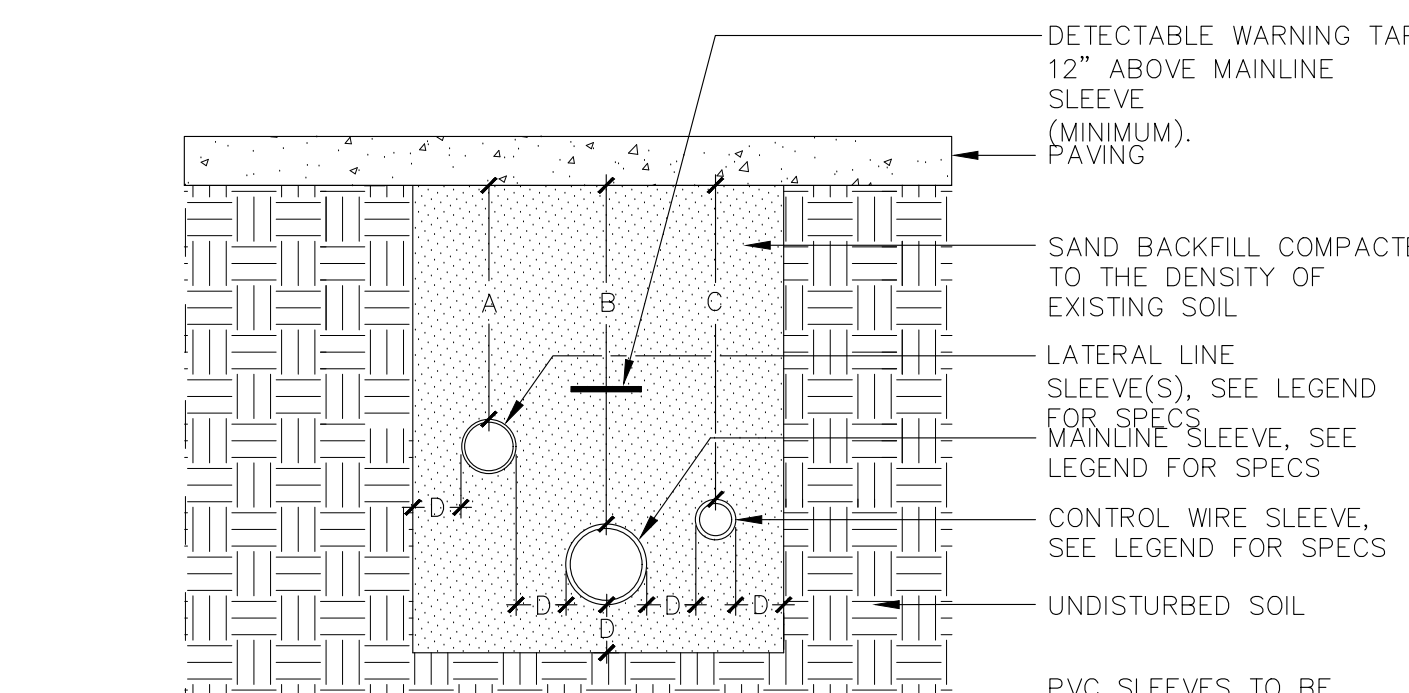 DETECTABLE WARNING TAP
12” ABOVE MAINLINE
SLEEVE
(MINIMUM).
PAVING
SAND BACKFILL COMPACTE
TO THE DENSITY OF
EXISTING SOIL
A
B
C
LATERAL LINE
SLEEVE(S), SEE LEGEND
FOR SPECS
MAINLINE SLEEVE, SEE
LEGEND FOR SPECS
D
CONTROL WIRE SLEEVE,
SEE LEGEND FOR SPECS
D
D
D
UNDISTURBED SOIL
D
PVC SLEEVES TO BE